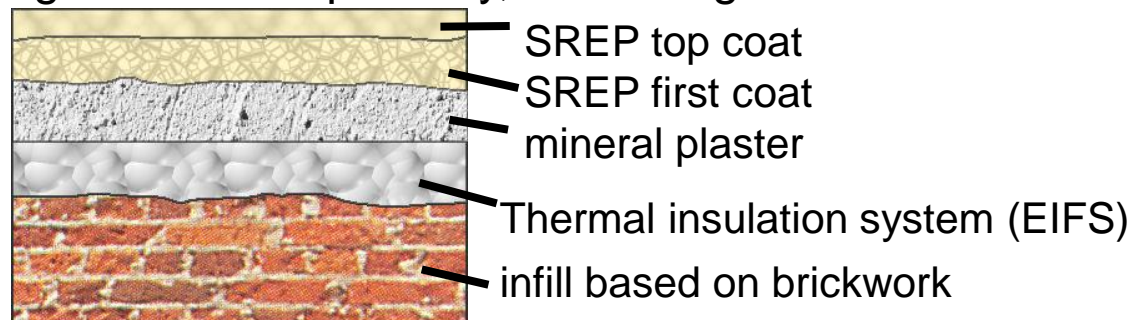 SREP top coat
SREP first coat
mineral plaster
Thermal insulation system (EIFS)
infill based on brickwork